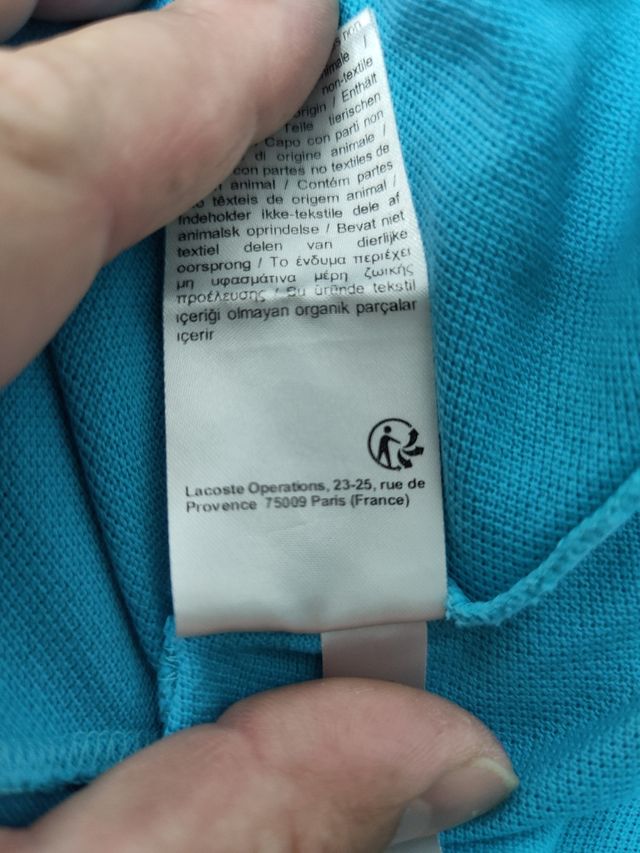 non-textile
origin / Enthält
Teile tierischen
Capo con parti non
di origine animale /
con partes no textiles de
animal / Contém partes
têxteis de origem animal /
Indeholder ikke-tekstile dele af
animalsk oprindelse / Bevat niet
textiel delen van dierlijke
oorsprong / Το ένδυμα περιέχει
μη υφασμάτινα μέρη ζωικής
προέλευσης / Bu üründe tekstil
içeriği olmayan organik parçalar
içerir
Lacoste Operations, 23-25, rue de
Provence 75009 Paris (France)